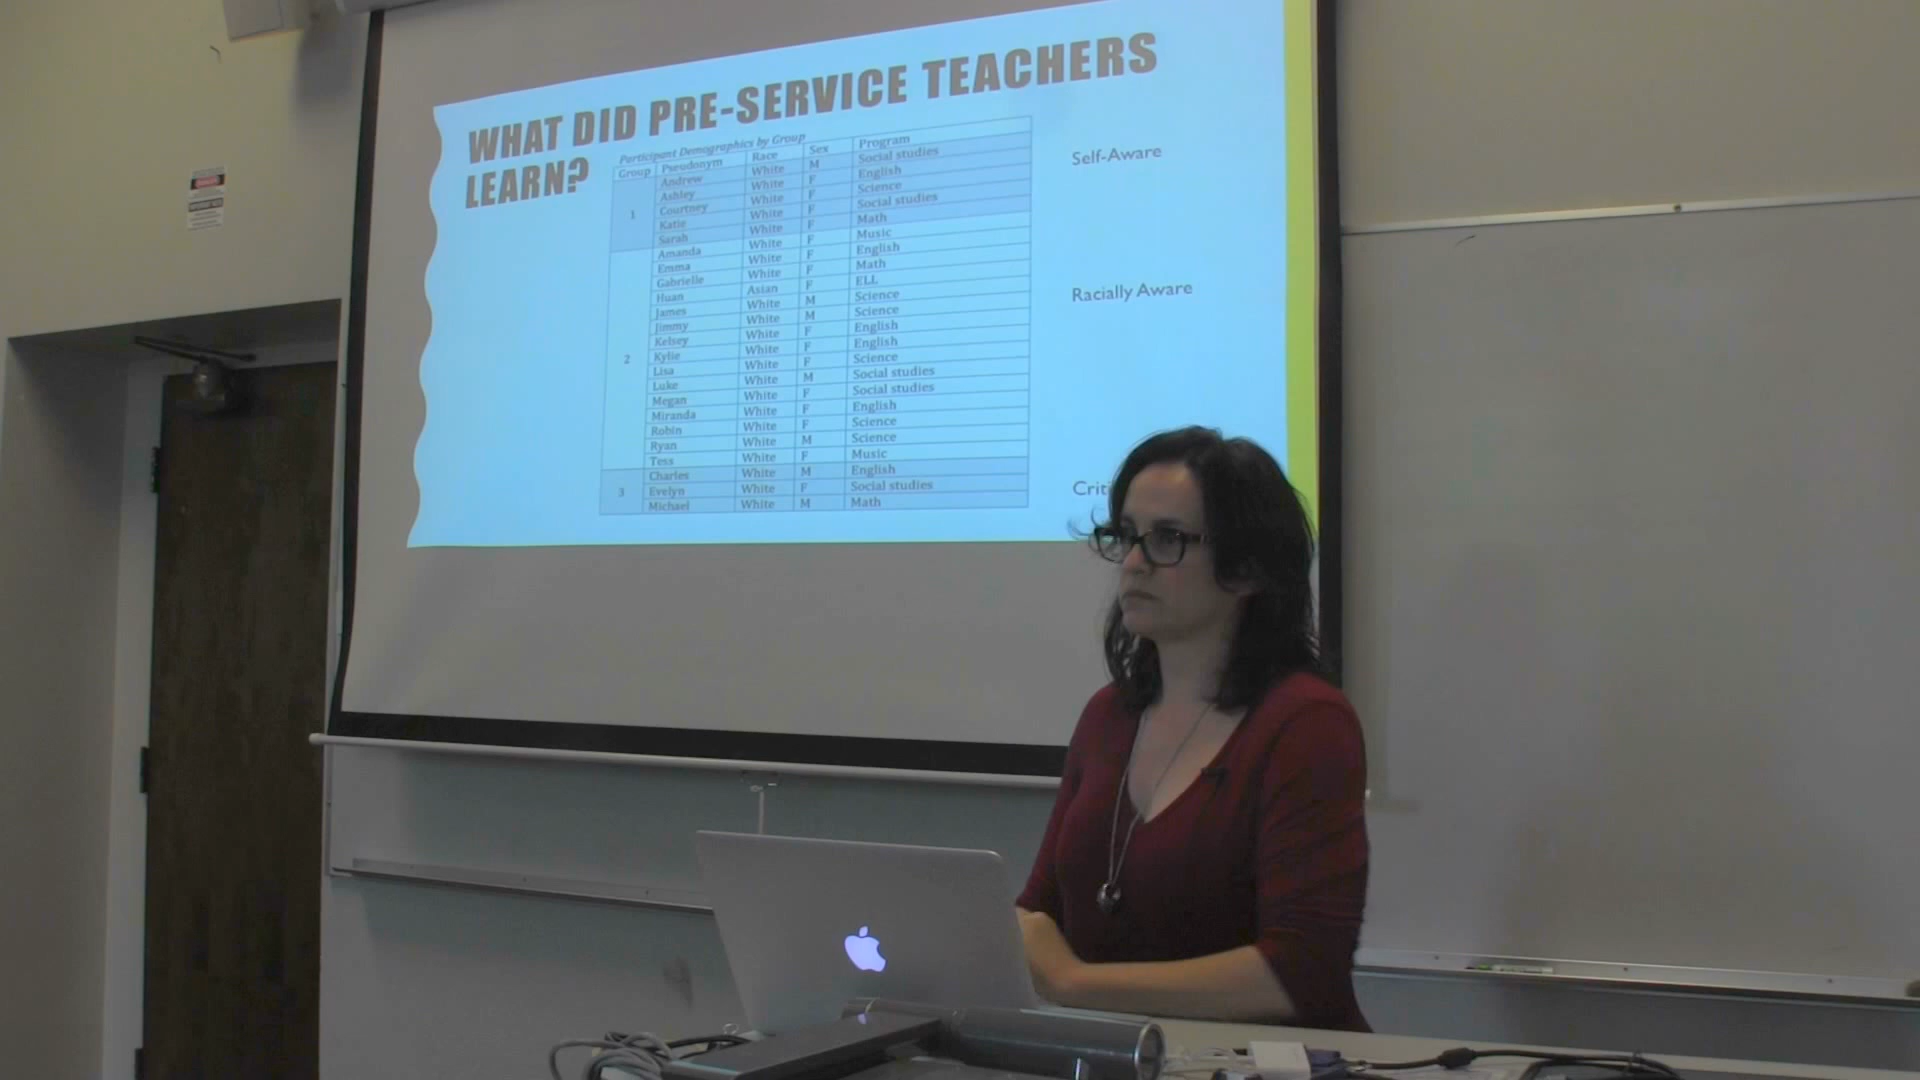 WHAT DID PRE-SERVICE TEACHERS
LEARN?
Participant Demographics by Group
Group Pseudonym Race Sex Program
Andrew White M Social studies
Ashley White F English
1 Courtney White F Science
Katie White F Social studies
Sarah White F Math
Amanda White F Music
Emma White F English
Gabrielle White F Math
Huan Asian F ELL
James White M Science
Jimmy White M Science
Kelsey White F English
2 Kylie White F English
Lisa White F Science
Luke White M Social studies
Megan White F Social studies
Miranda White F English
Robin White F Science
Ryan White M Science
Tess White F Music
Charles White M English
3 Evelyn White F Social studies
Michael White M Math
Self-Aware
Racially Aware